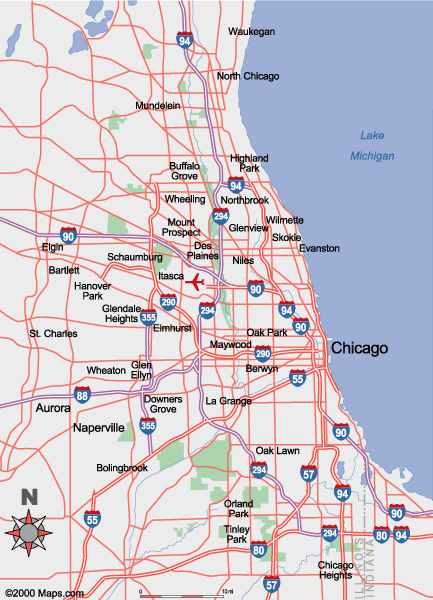 Waukegan
94
North Chicago
Mundelein
Lake
Michigan
Highland
Park
Buffalo
Grove
94
Wheeling
Northbrook
294
Mount
Prospect
Wilmette
Glenview
Skokie
90
Elgin
Des
Plaines
Evanston
Schaumburg
Niles
Bartlett
Itasca
Hanover
Park
90
290
294
94
Glendale
Heights
355
90
Elmhurst
St. Charles
Oak Park
Maywood
290
Chicago
Wheaton
Glen
Ellyn
Berwyn
55
88
Aurora
Downers
Grove
La Grange
Naperville
355
90
Oak Lawn
Bolingbrook
294
57
94
N
Orland
Park
90
55
Tinley
Park
294
80
94
80
Chicago
Heights
57
ILLINOIS
INDIANA
©2000 Maps.com
0
10 mi